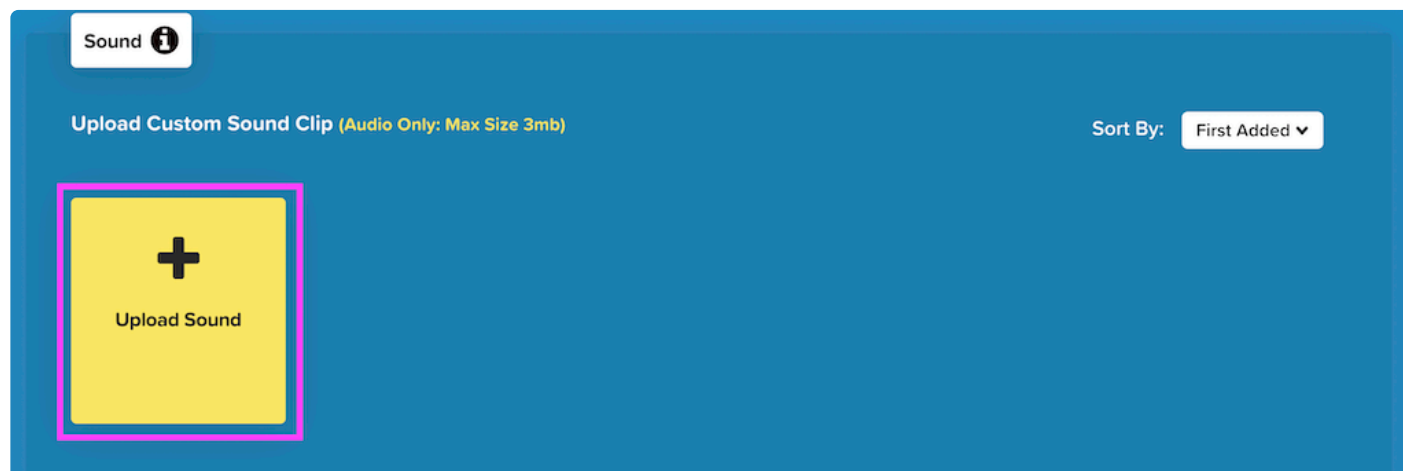 Sound
Upload Custom Sound Clip (Audio Only: Max Size 3mb)
Sort By: First Added
Upload Sound